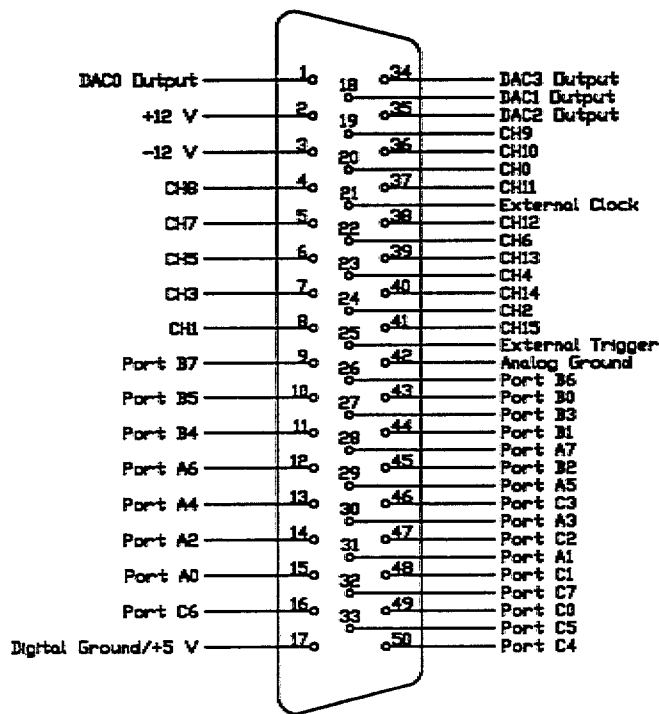 DAC0 Output 1 34 DAC3 Output
18 DAC1 Output
+12 V 2 35 DAC2 Output
19 CH9
-12 V 3 36 CH10
20 CH0
CH8 4 37 CH11
21 External Clock
CH7 5 38 CH12
22 CH6
CH5 6 39 CH13
23 CH4
CH3 7 40 CH14
24 CH2
CH1 8 41 CH15
25 External Trigger
Port B7 9 42 Analog Ground
26 Port B6
Port B5 10 43 Port B0
27 Port B3
Port B4 11 44 Port B1
28 Port A7
Port A6 12 45 Port B2
29 Port A5
Port A4 13 46 Port C3
30 Port A3
Port A2 14 47 Port C2
31 Port A1
Port A0 15 48 Port C1
32 Port C7
Port C6 16 49 Port C0
33 Port C5
Digital Ground/+5 V 17 50 Port C4